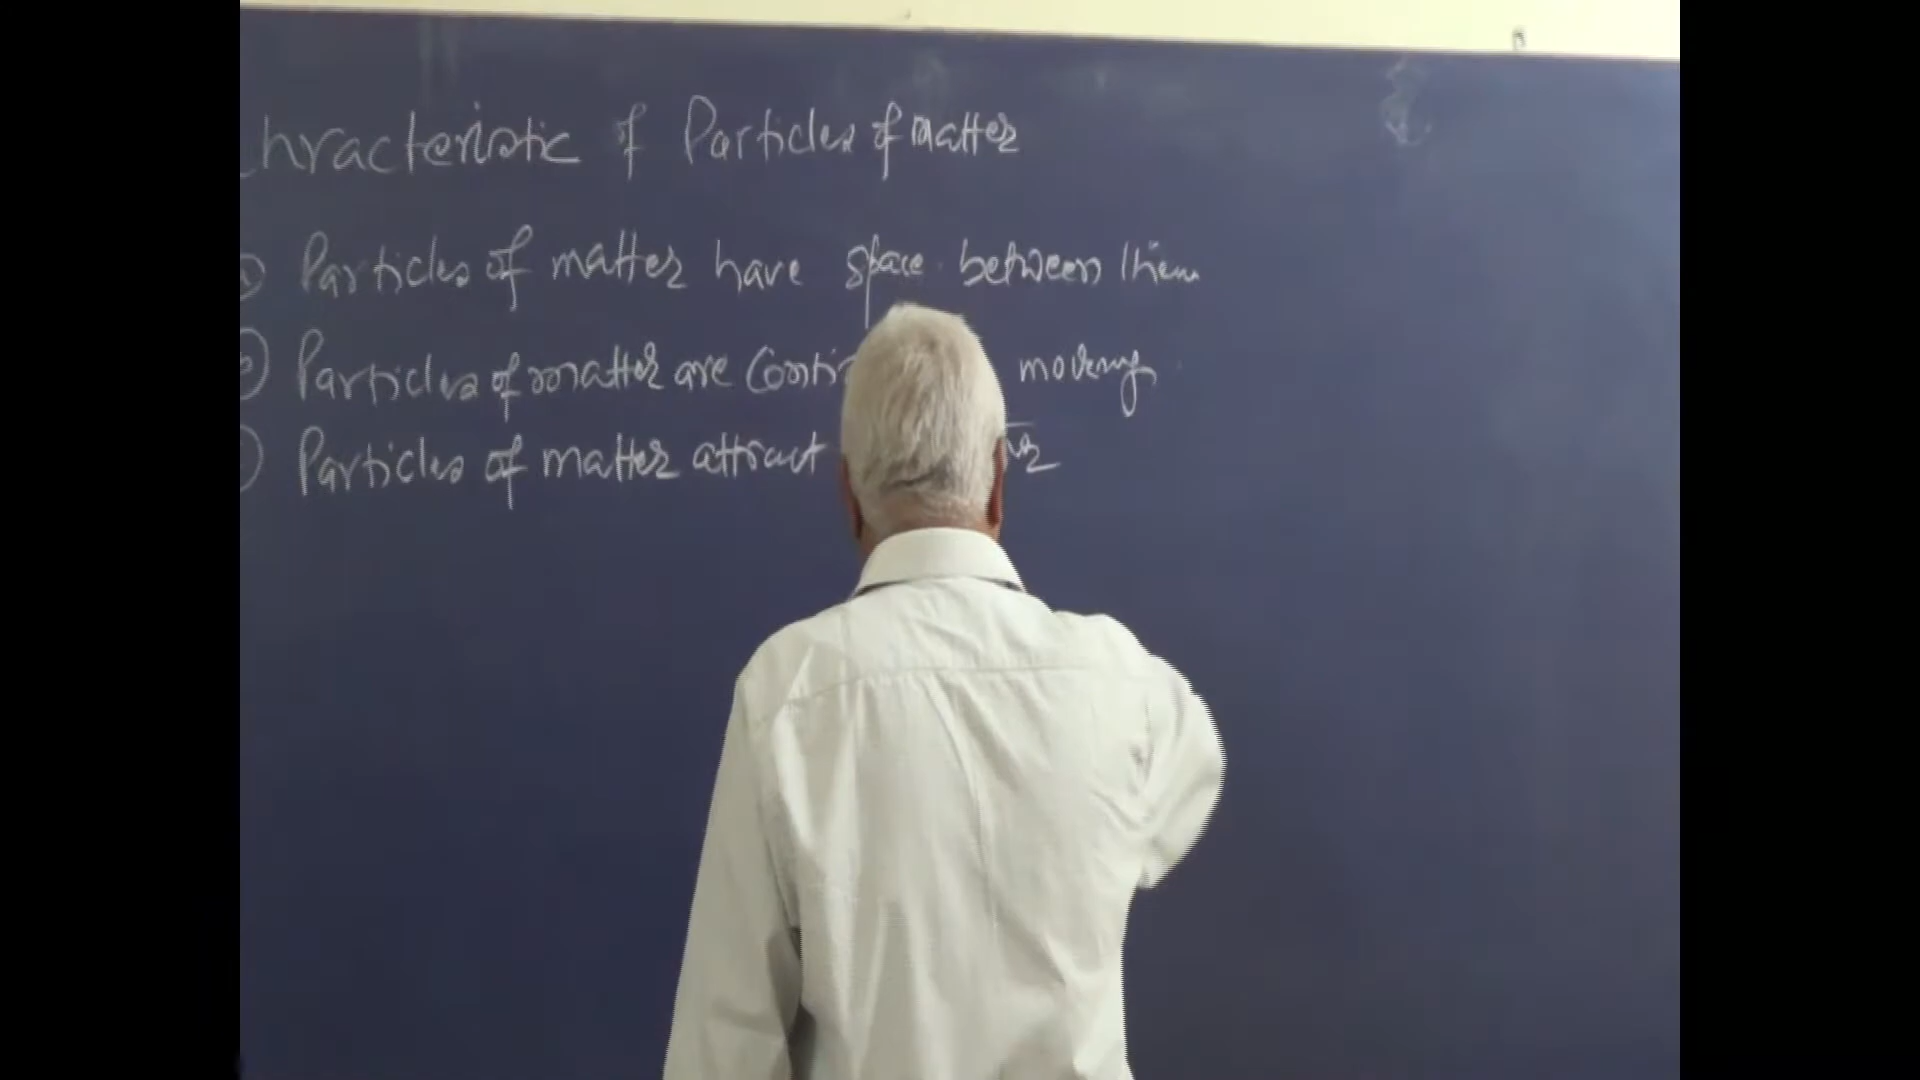 hracteristic of Particles of matter
Particles of matter have space between them
Particles of matter are moving
Particles of matter attract